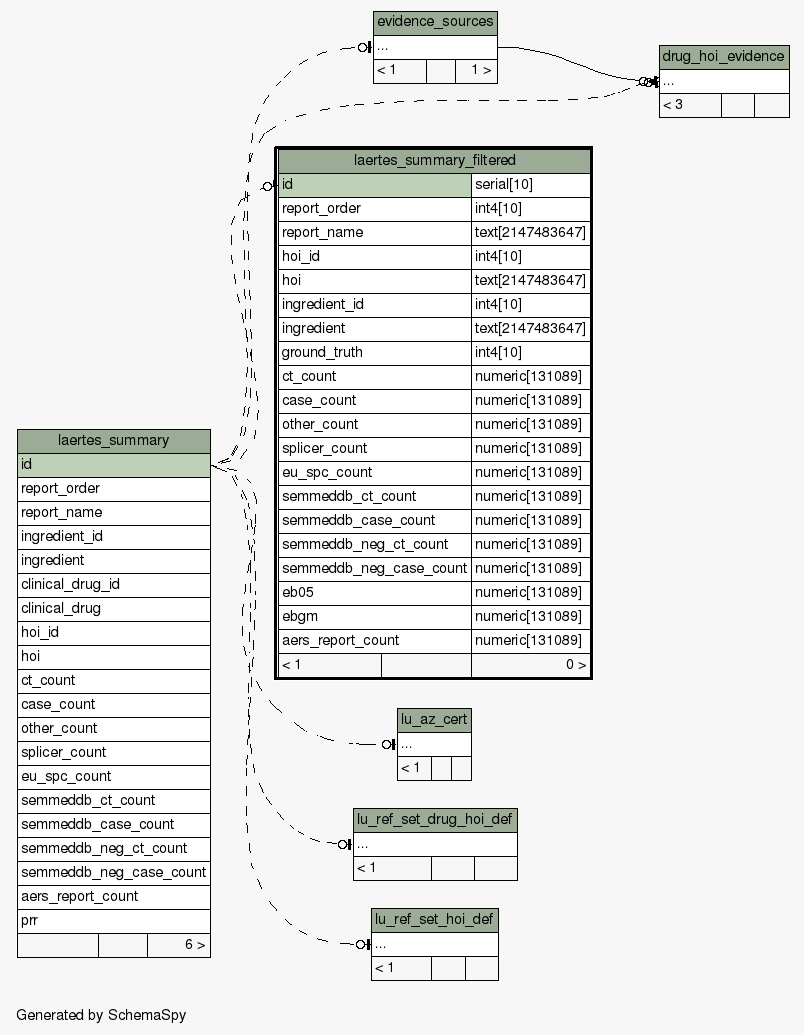 evidence_sources
...
< 1 1 >
drug_hoi_evidence
...
< 3
laertes_summary_filtered
id serial[10]
report_order int4[10]
report_name text[2147483647]
hoi_id int4[10]
hoi text[2147483647]
ingredient_id int4[10]
ingredient text[2147483647]
ground_truth int4[10]
ct_count numeric[131089]
case_count numeric[131089]
other_count numeric[131089]
splicer_count numeric[131089]
eu_spc_count numeric[131089]
semmeddb_ct_count numeric[131089]
semmeddb_case_count numeric[131089]
semmeddb_neg_ct_count numeric[131089]
semmeddb_neg_case_count numeric[131089]
eb05 numeric[131089]
ebgm numeric[131089]
aers_report_count numeric[131089]
< 1 0 >
laertes_summary
id
report_order
report_name
ingredient_id
ingredient
clinical_drug_id
clinical_drug
hoi_id
hoi
ct_count
case_count
other_count
splicer_count
eu_spc_count
semmeddb_ct_count
semmeddb_case_count
semmeddb_neg_ct_count
semmeddb_neg_case_count
aers_report_count
prr
6 >
lu_az_cert
...
< 1
lu_ref_set_drug_hoi_def
...
< 1
lu_ref_set_hoi_def
...
< 1
Generated by SchemaSpy